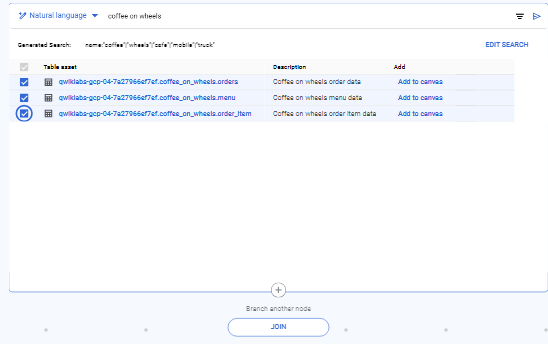 Natural language coffee on wheels
Generated Search: name:"coffee"|"wheels"|"cafe"|"mobile"|"truck" EDIT SEARCH
Table asset Description Add
qwiklabs-gcp-04-7a27966ef7ef.coffee_on_wheels.orders Coffee on wheels order data Add to canvas
qwiklabs-gcp-04-7a27966ef7ef.coffee_on_wheels.menu Coffee on wheels menu data Add to canvas
qwiklabs-gcp-04-7a27966ef7ef.coffee_on_wheels.order_item Coffee on wheels order item data Add to canvas
Branch another node
JOIN